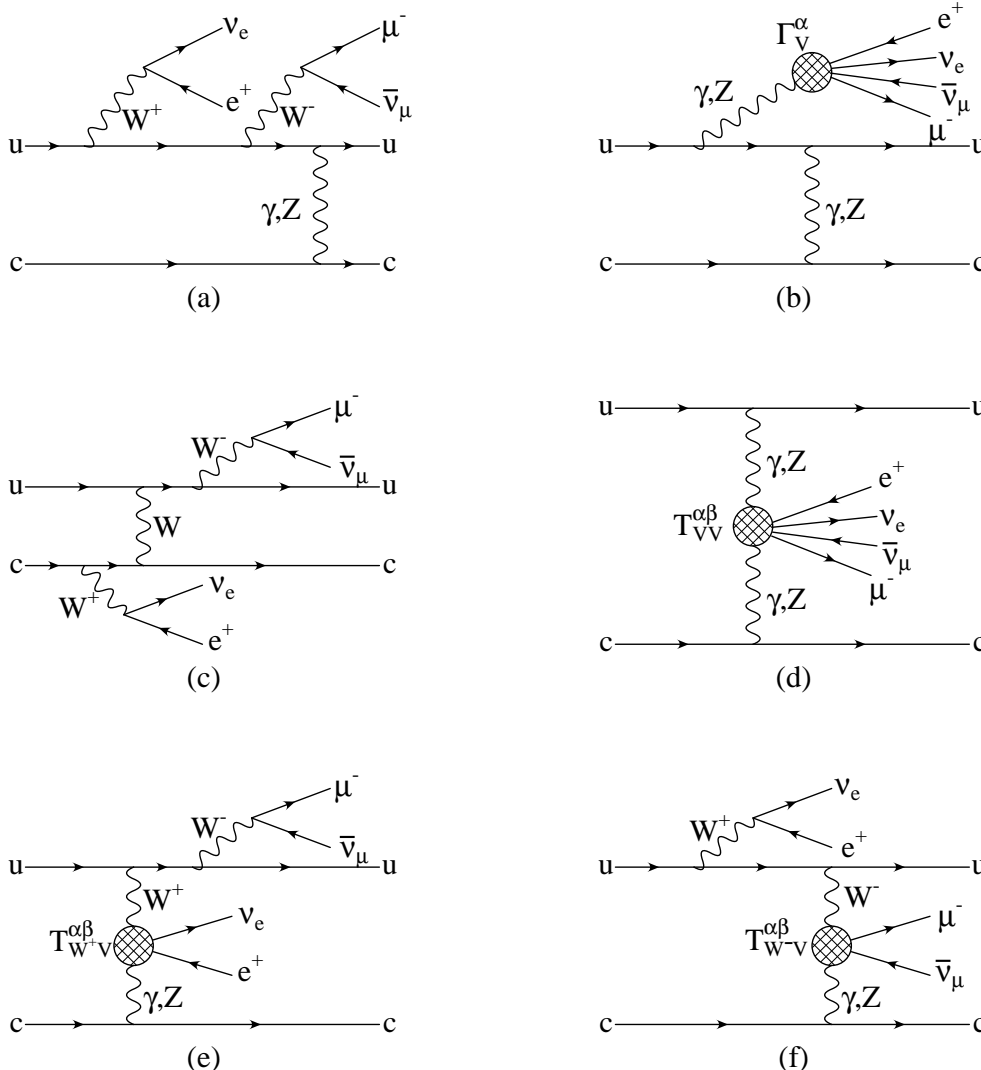 ν_e
e⁺
W⁺
μ⁻
ν̄_μ
W⁻
u
u
γ,Z
c
c
(a)
Γ_V^α
e⁺
ν_e
ν̄_μ
μ⁻
γ,Z
u
u
γ,Z
c
c
(b)
μ⁻
ν̄_μ
W⁻
u
u
W
c
c
W⁺
ν_e
e⁺
(c)
u
u
γ,Z
T_VV^αβ
e⁺
ν_e
ν̄_μ
μ⁻
γ,Z
c
c
(d)
μ⁻
ν̄_μ
W⁻
u
u
W⁺
T_W⁺V^αβ
ν_e
e⁺
γ,Z
c
c
(e)
ν_e
e⁺
W⁺
u
u
W⁻
T_W⁻V^αβ
μ⁻
ν̄_μ
γ,Z
c
c
(f)